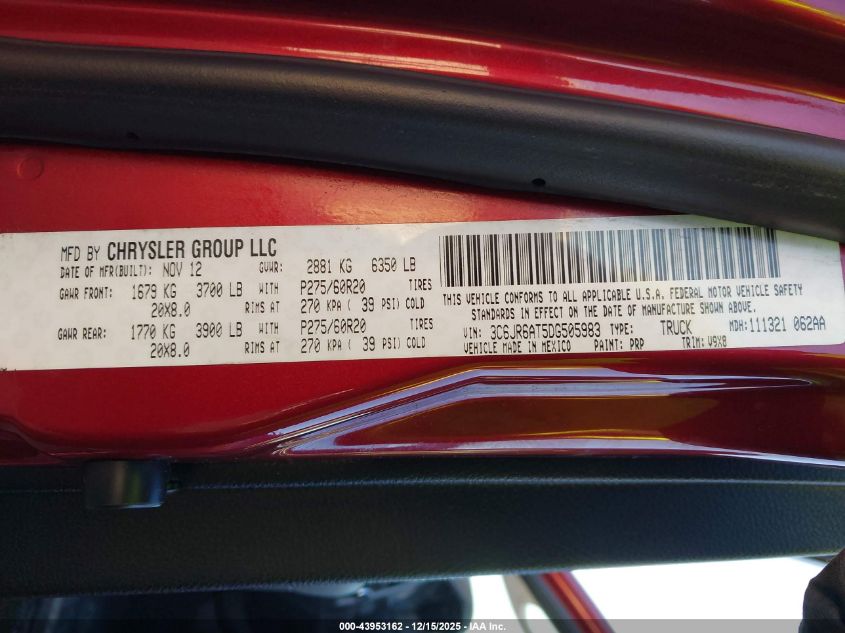 MFD BY CHRYSLER GROUP LLC
DATE OF MFR(BUILT): NOV 12 GVWR: 2881 KG 6350 LB
GAWR FRONT: 1679 KG 3700 LB WITH P275/60R20 TIRES
20X8.0 RIMS AT 270 KPA ( 39 PSI) COLD
GAWR REAR: 1770 KG 3900 LB WITH P275/60R20 TIRES
20X8.0 RIMS AT 270 KPA ( 39 PSI) COLD
THIS VEHICLE CONFORMS TO ALL APPLICABLE U.S.A. FEDERAL MOTOR VEHICLE SAFETY
STANDARDS IN EFFECT ON THE DATE OF MANUFACTURE SHOWN ABOVE.
VIN: 3C6JR6AT5DG505983 TYPE: TRUCK MDH: 111321 062AA
VEHICLE MADE IN MEXICO PAINT: PRP TRIM: V9X8
000-43953162 - 12/15/2025 - IAA Inc.